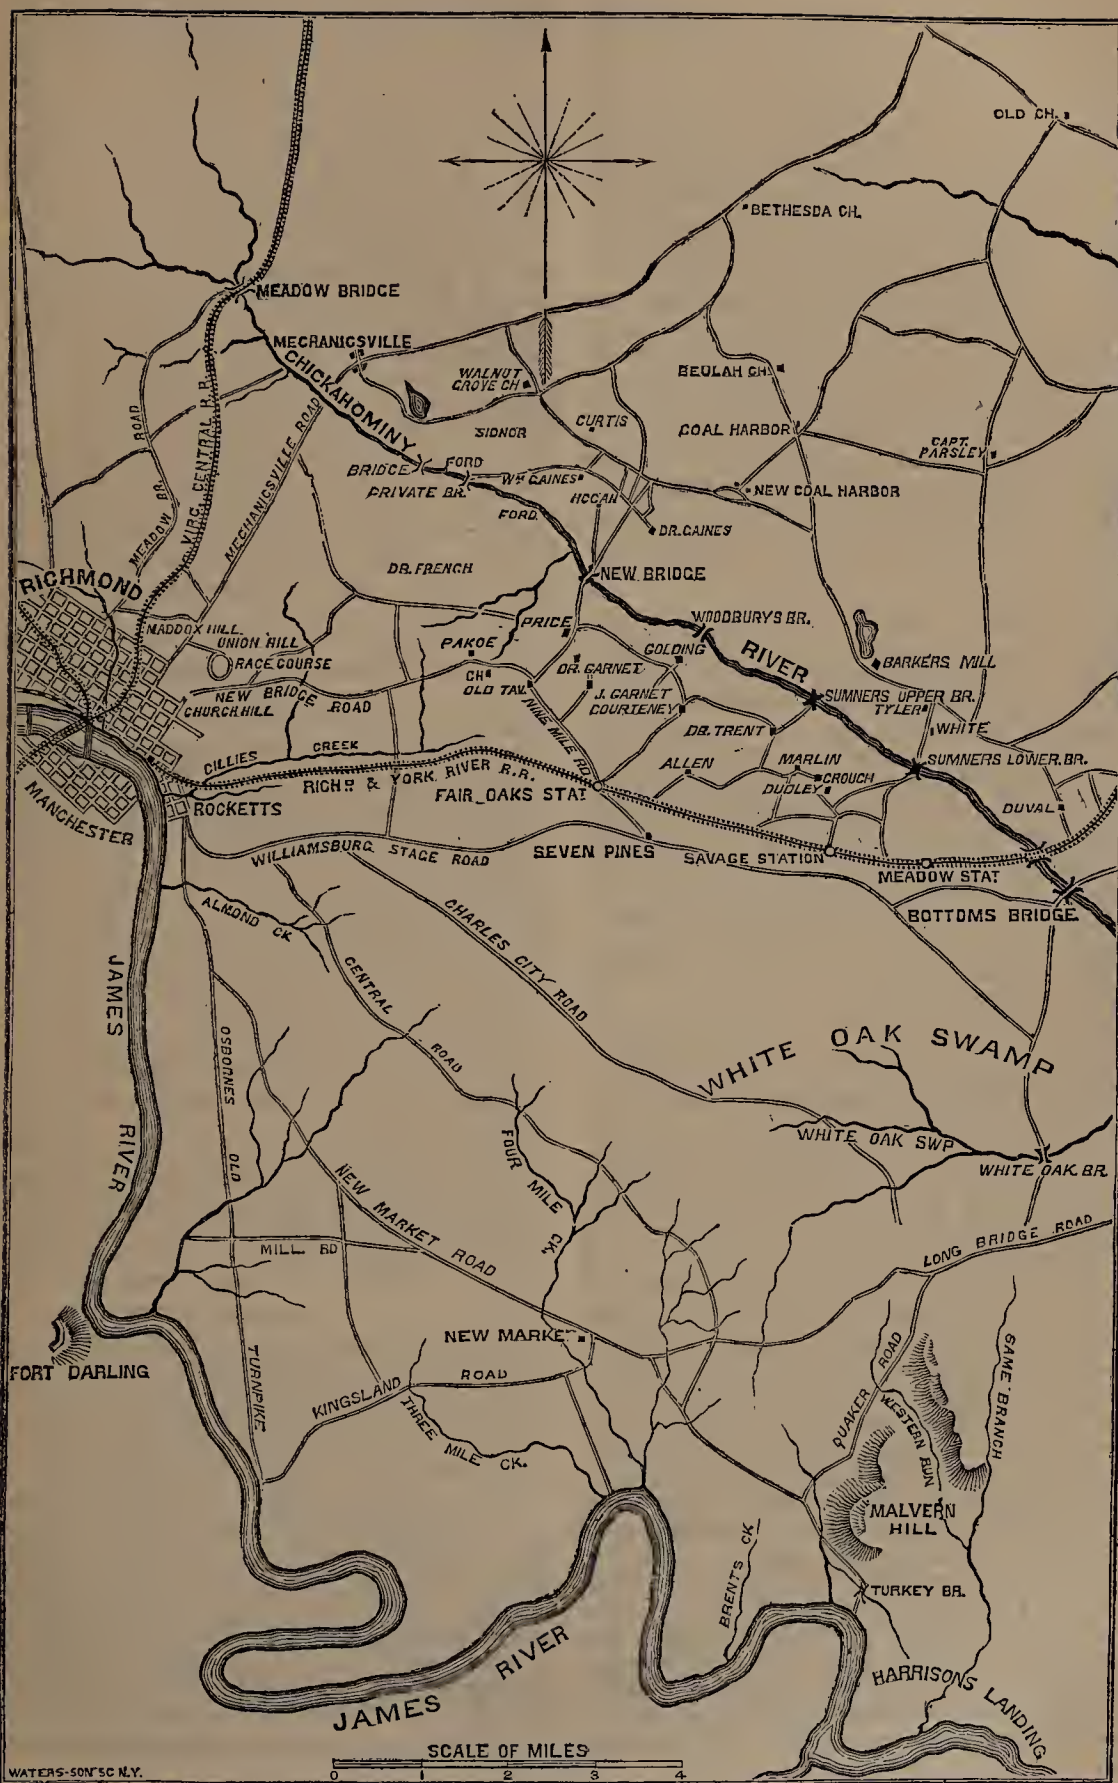 OLD CH.
BETHESDA CH.
MEADOW BRIDGE
MECHANICSVILLE
CHICKAHOMINY
WALNUT
GROVE CH
BEULAH CH.
ROAD
VIRG. CENTRAL R.R.
MECHANICSVILLE ROAD
SIDNOR
CURTIS
COAL HARBOR
CAPT.
PARSLEY
BRIDGE
FORD
PRIVATE BR.
WM GAINES
HOGAN
NEW COAL HARBOR
FORD
DR. GAINES
MEADOW BR.
RICHMOND
DR. FRENCH
NEW BRIDGE
MADDOX HILL
UNION HILL
RACE COURSE
PRICE
WOODBURYS BR.
PAKOE
GOLDING
RIVER
BARKERS MILL
NEW BRIDGE ROAD
CHURCH HILL
CH
OLD TAV.
DR. GARNET
J. GARNET
COURTENEY
SUMNERS UPPER BR.
TYLER
NINE MILE RD.
DR. TRENT
WHITE
GILLIES CREEK
RICHD & YORK RIVER R.R.
ALLEN
MARLIN
CROUCH
DUDLEY
SUMNERS LOWER BR.
FAIR OAKS STAT
DUVAL
MANCHESTER
ROCKETTS
WILLIAMSBURG STAGE ROAD
SEVEN PINES
SAVAGE STATION
MEADOW STAT
BOTTOMS BRIDGE
ALMOND CK
CHARLES CITY ROAD
CENTRAL ROAD
JAMES RIVER
OSBORNES OLD TURNPIKE
WHITE OAK SWAMP
WHITE OAK SWP
WHITE OAK BR.
FOUR MILE CK.
NEW MARKET ROAD
MILL RD
LONG BRIDGE ROAD
NEW MARKET
FORT DARLING
KINGSLAND ROAD
THREE MILE CK.
QUAKER ROAD
WESTERN RUN
GAME BRANCH
MALVERN
HILL
BRENTS CK
TURKEY BR.
JAMES RIVER
HARRISONS LANDING
SCALE OF MILES
0 1 2 3 4
WATERS-SON SC N.Y.